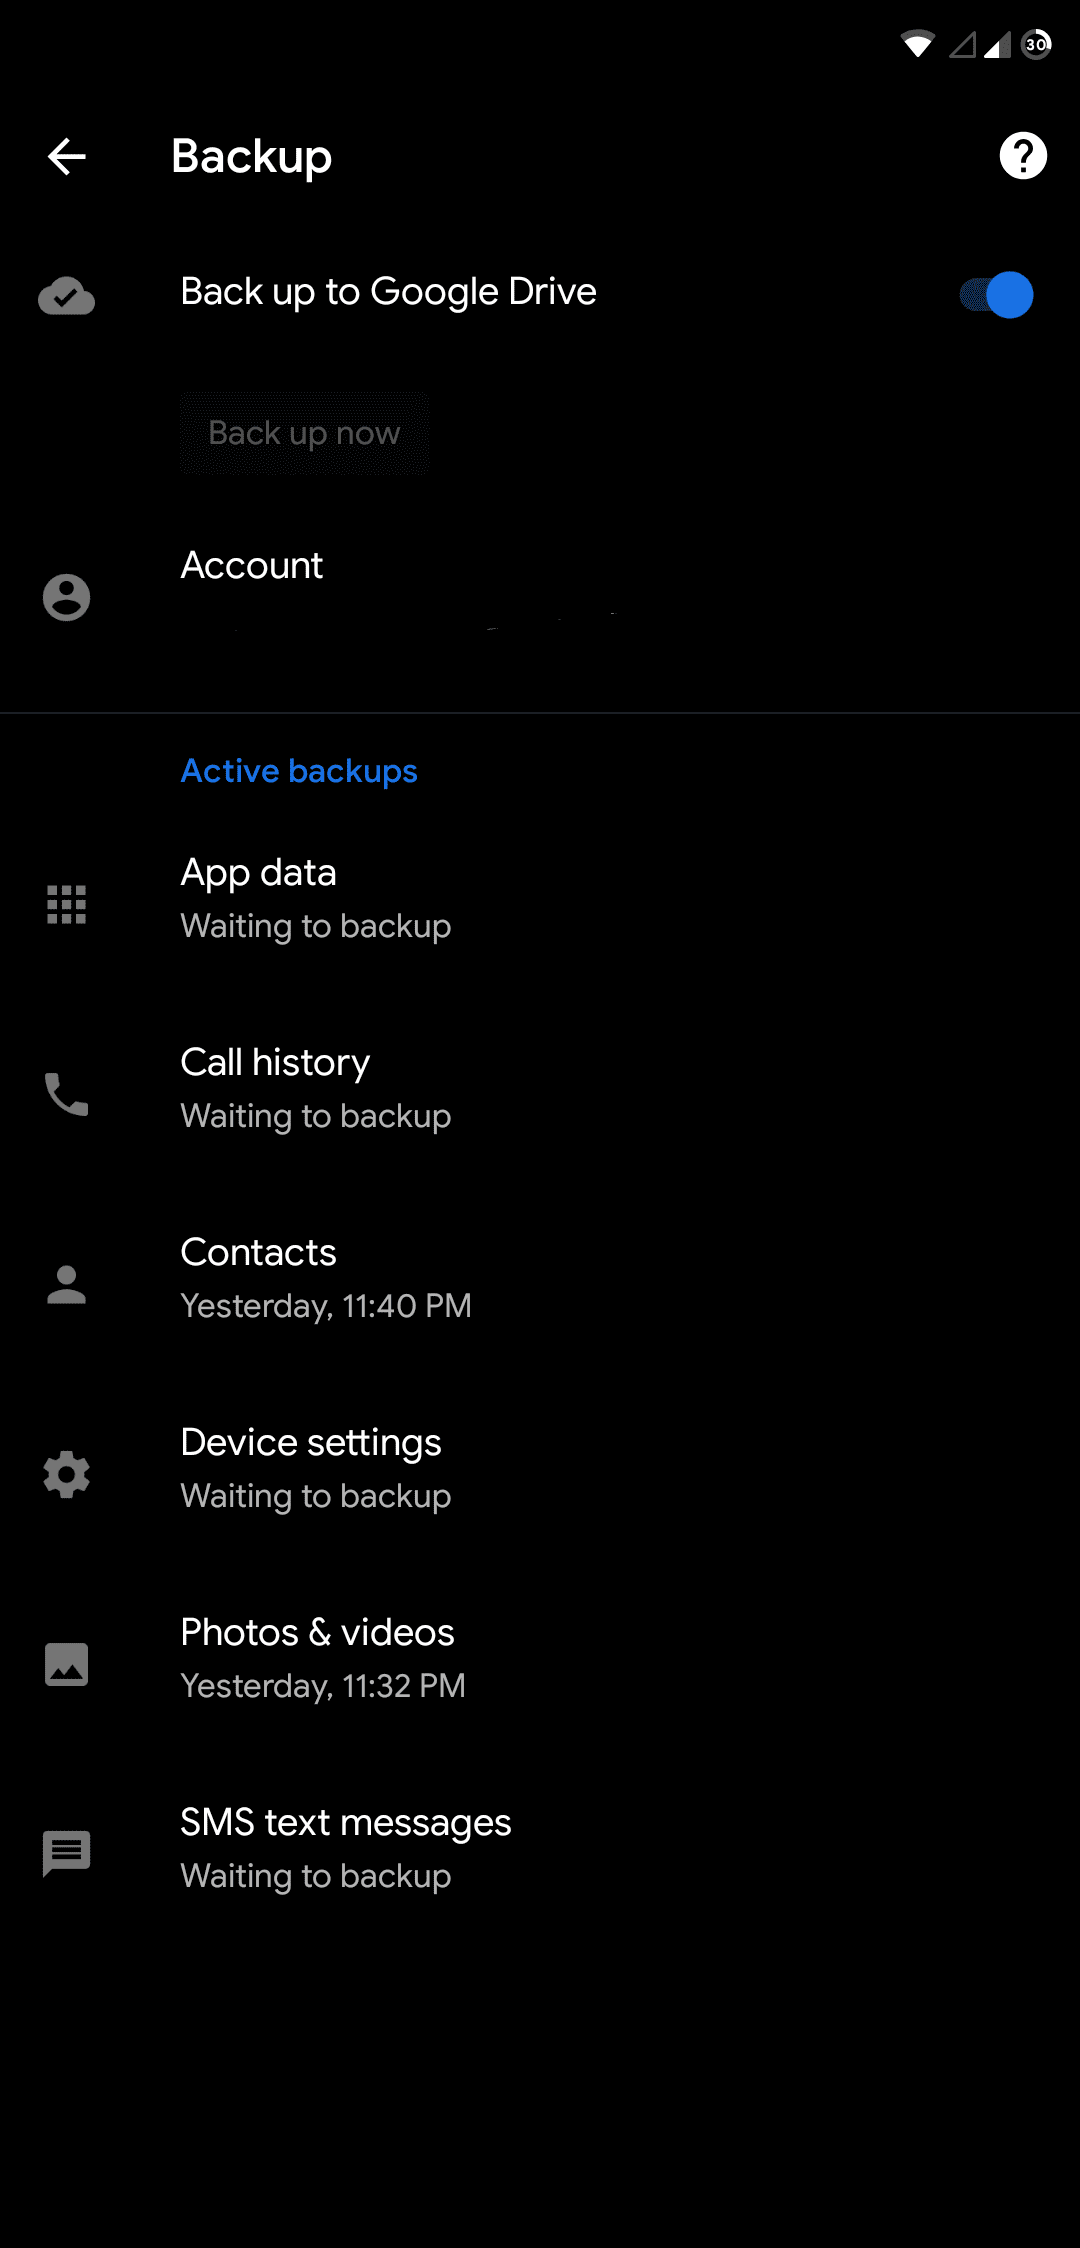 30
Backup
Back up to Google Drive
Back up now
Account
Active backups
App data
Waiting to backup
Call history
Waiting to backup
Contacts
Yesterday, 11:40 PM
Device settings
Waiting to backup
Photos & videos
Yesterday, 11:32 PM
SMS text messages
Waiting to backup